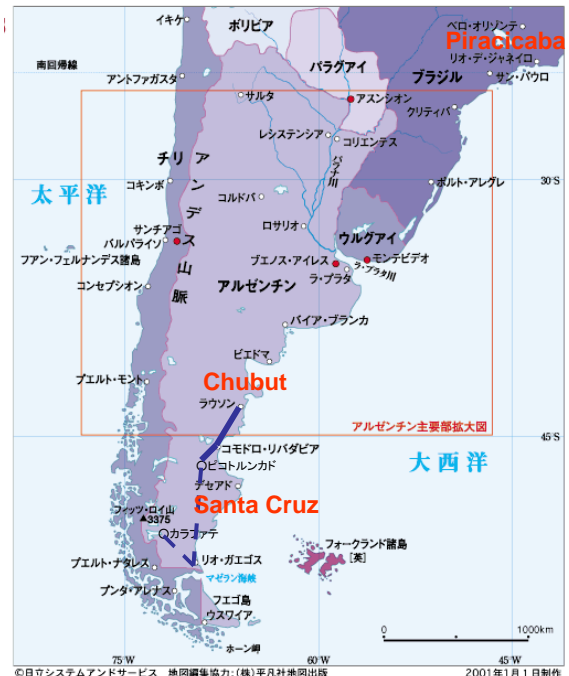 イキケ
ボリビア
ベロ・オリゾンテ
Piracicaba
リオ・デ・ジャネイロ
南回帰線
パラグアイ
ブラジル
サン・パウロ
アントファガスタ
サルタ
アスンシオン
クリティバ
レシステンシア
コリエンテス
チリ
アンデス山脈
パラナ川
太平洋
コキンボ
コルドバ
ポルト・アレグレ
30°S
サンチアゴ
バルパライソ
ロサリオ
ウルグアイ
フアン・フェルナンデス諸島
ブエノス・アイレス
モンテビデオ
コンセプシオン
アルゼンチン
ラ・プラタ
ラ・プラタ川
バイア・ブランカ
ビエドマ
プエルト・モント
Chubut
ラウソン
アルゼンチン主要部拡大図
45°S
コモドロ・リバダビア
大西洋
ピコトルンカド
デセアド
Santa Cruz
フィッツ・ロイ山
▲3375
カラファテ
フォークランド諸島
[英]
プエルト・ナタレス
リオ・ガエゴス
マゼラン海峡
プンタ・アレナス
フエゴ島
ウスワイア
ホーン岬
0
1000km
75°W
60°W
45°W
©日立システムアンドサービス 地図編集協力:(株)平凡社地図出版
2001年1月1日制作